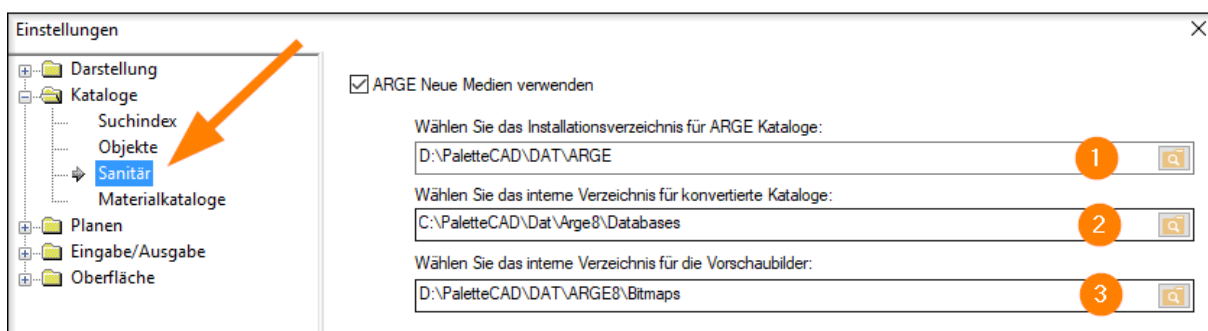 Einstellungen
Darstellung
Kataloge
Suchindex
Objekte
Sanitär
Materialkataloge
Planen
Eingabe/Ausgabe
Oberfläche
ARGE Neue Medien verwenden
Wählen Sie das Installationsverzeichnis für ARGE Kataloge:
D:\PaletteCAD\DAT\ARGE 1
Wählen Sie das interne Verzeichnis für konvertierte Kataloge:
C:\PaletteCAD\Dat\Arge8\Databases 2
Wählen Sie das interne Verzeichnis für die Vorschaubilder:
D:\PaletteCAD\DAT\ARGE8\Bitmaps 3